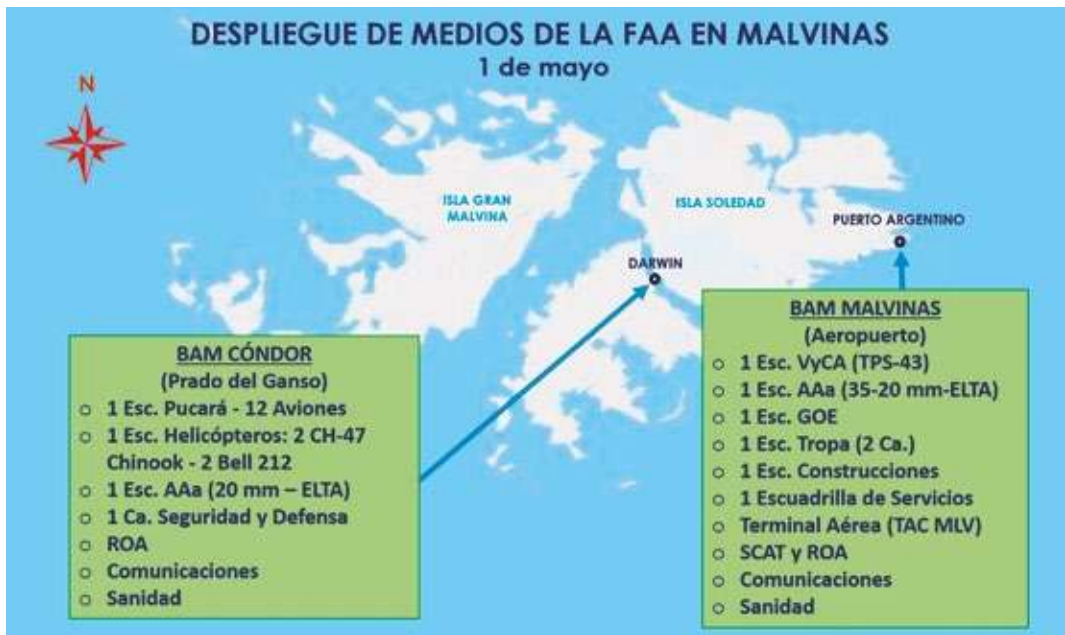 DESPLIEGUE DE MEDIOS DE LA FAA EN MALVINAS
1 de mayo
N
ISLA GRAN
MALVINA
ISLA SOLEDAD
PUERTO ARGENTINO
DARWIN
BAM CÓNDOR
(Prado del Ganso)
o 1 Esc. Pucará - 12 Aviones
o 1 Esc. Helicópteros: 2 CH-47
Chinook - 2 Bell 212
o 1 Esc. AAa (20 mm – ELTA)
o 1 Ca. Seguridad y Defensa
o ROA
o Comunicaciones
o Sanidad
BAM MALVINAS
(Aeropuerto)
o 1 Esc. VyCA (TPS-43)
o 1 Esc. AAa (35-20 mm-ELTA)
o 1 Esc. GOE
o 1 Esc. Tropa (2 Ca.)
o 1 Esc. Construcciones
o 1 Escuadrilla de Servicios
o Terminal Aérea (TAC MLV)
o SCAT y ROA
o Comunicaciones
o Sanidad